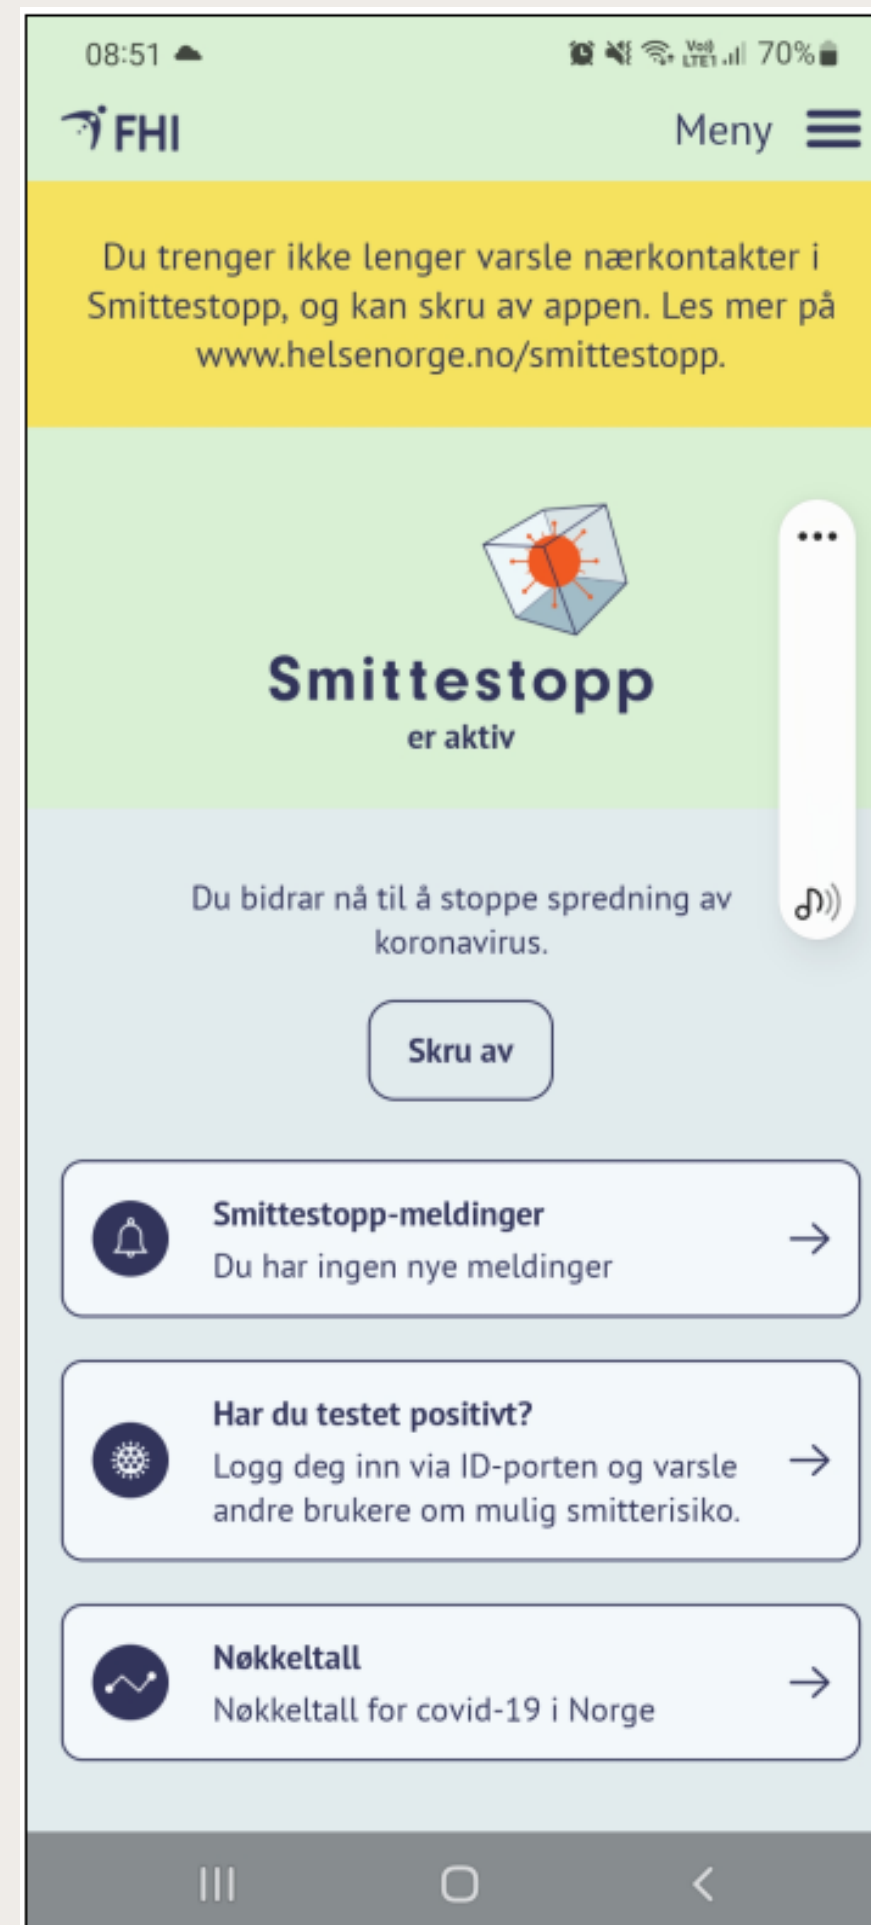 08:51 70%
Vo))
LTE1
FHI Meny
Du trenger ikke lenger varsle nærkontakter i
Smittestopp, og kan skru av appen. Les mer på
www.helsenorge.no/smittestopp.
Smittestopp
er aktiv
Du bidrar nå til å stoppe spredning av
koronavirus.
Skru av
Smittestopp-meldinger
Du har ingen nye meldinger
Har du testet positivt?
Logg deg inn via ID-porten og varsle
andre brukere om mulig smitterisiko.
Nøkkeltall
Nøkkeltall for covid-19 i Norge